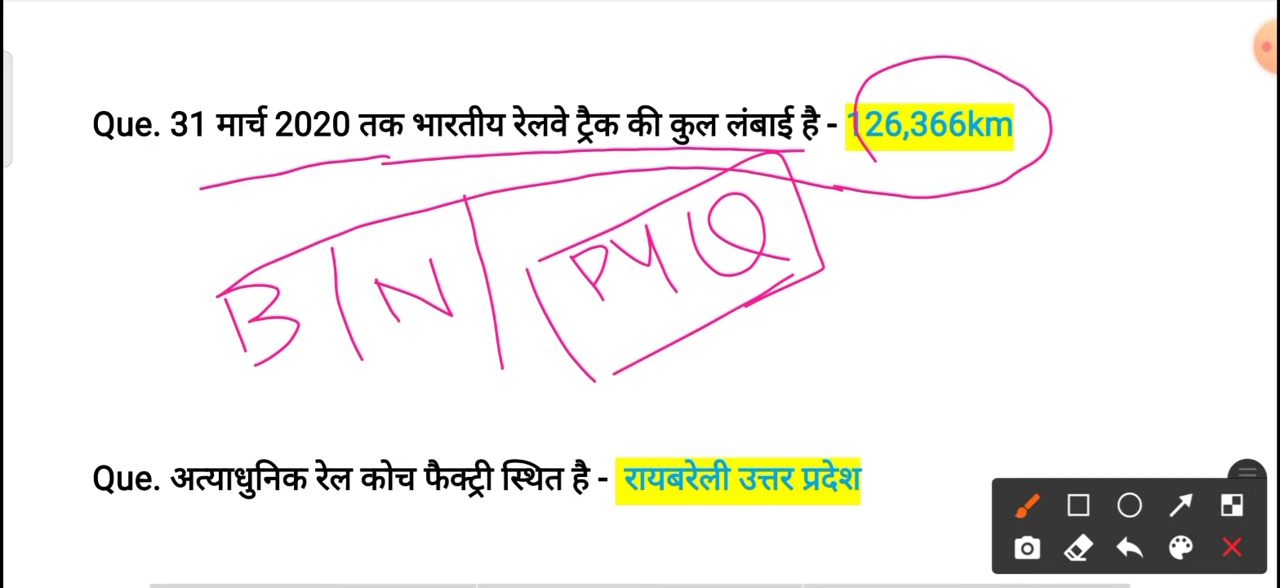 Que. 31 मार्च 2020 तक भारतीय रेलवे ट्रैक की कुल लंबाई है - 126,366km
B/N/PYQ
Que. अत्याधुनिक रेल कोच फैक्ट्री स्थित है - रायबरेली उत्तर प्रदेश